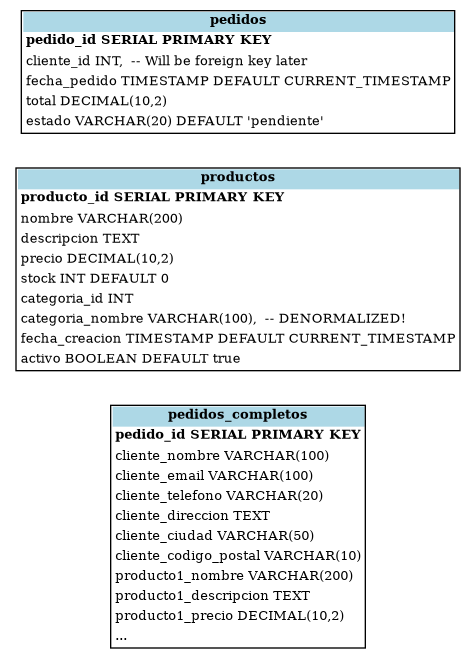 pedidos
pedido_id SERIAL PRIMARY KEY
cliente_id INT,  -- Will be foreign key later
fecha_pedido TIMESTAMP DEFAULT CURRENT_TIMESTAMP
total DECIMAL(10,2)
estado VARCHAR(20) DEFAULT 'pendiente'
productos
producto_id SERIAL PRIMARY KEY
nombre VARCHAR(200)
descripcion TEXT
precio DECIMAL(10,2)
stock INT DEFAULT 0
categoria_id INT
categoria_nombre VARCHAR(100),  -- DENORMALIZED!
fecha_creacion TIMESTAMP DEFAULT CURRENT_TIMESTAMP
activo BOOLEAN DEFAULT true
pedidos_completos
pedido_id SERIAL PRIMARY KEY
cliente_nombre VARCHAR(100)
cliente_email VARCHAR(100)
cliente_telefono VARCHAR(20)
cliente_direccion TEXT
cliente_ciudad VARCHAR(50)
cliente_codigo_postal VARCHAR(10)
producto1_nombre VARCHAR(200)
producto1_descripcion TEXT
producto1_precio DECIMAL(10,2)
...